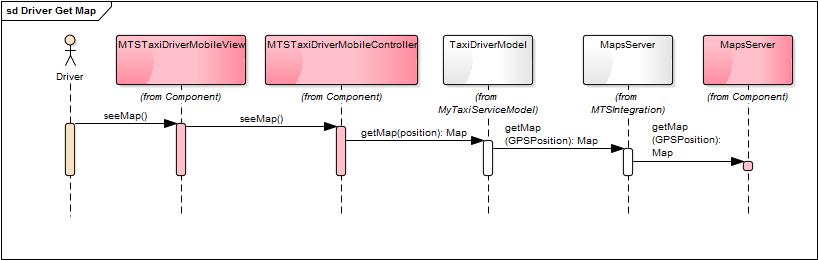 sd Driver Get Map
MTSTaxiDriverMobileView
MTSTaxiDriverMobileController
TaxiDriverModel
MapsServer
MapsServer
Driver
(from Component)
(from Component)
(from
MyTaxiServiceModel)
(from
MTSIntegration)
(from Component)
seeMap()
seeMap()
getMap(position): Map
getMap
(GPSPosition): Map
getMap
(GPSPosition):
Map